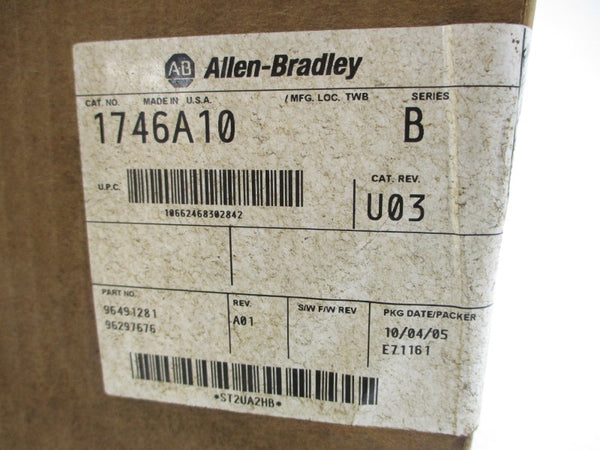 AB Allen-Bradley
CAT. NO. MADE IN U.S.A. / MFG. LOC. TWB SERIES
1746A10 B
U.P.C. CAT. REV.
10662468302842 U03
PART NO. REV. S/W F/W REV PKG DATE/PACKER
96491281 A01 10/04/05
96297676 E71161
*ST2UA2HB*